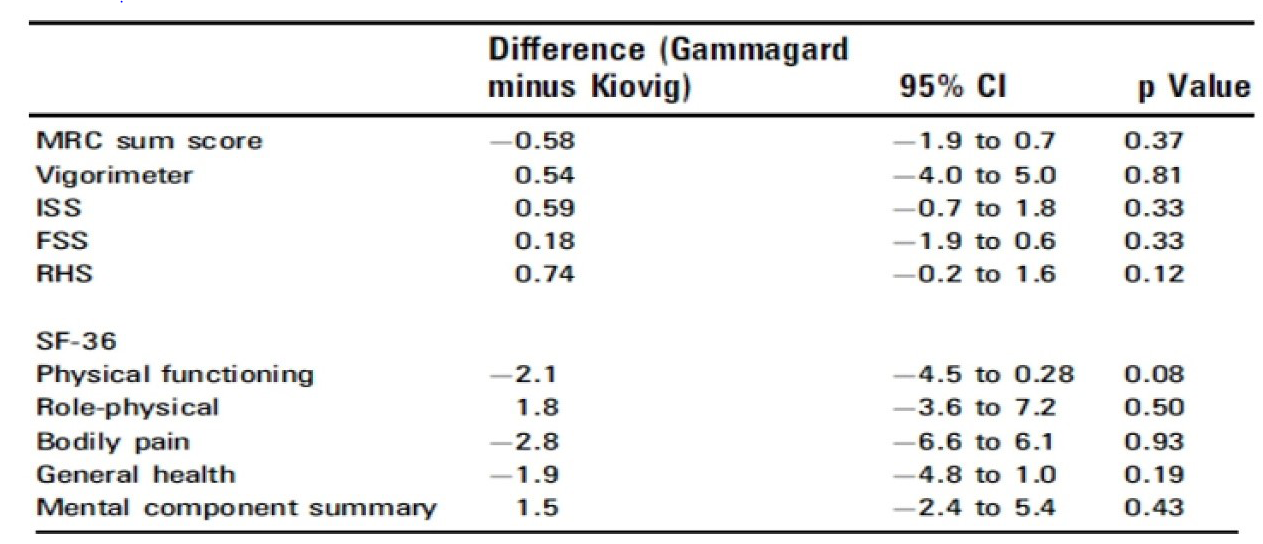 Difference (Gammagard
minus Kiovig) 95% CI p Value
MRC sum score −0.58 −1.9 to 0.7 0.37
Vigorimeter 0.54 −4.0 to 5.0 0.81
ISS 0.59 −0.7 to 1.8 0.33
FSS 0.18 −1.9 to 0.6 0.33
RHS 0.74 −0.2 to 1.6 0.12
SF-36
Physical functioning −2.1 −4.5 to 0.28 0.08
Role-physical 1.8 −3.6 to 7.2 0.50
Bodily pain −2.8 −6.6 to 6.1 0.93
General health −1.9 −4.8 to 1.0 0.19
Mental component summary 1.5 −2.4 to 5.4 0.43